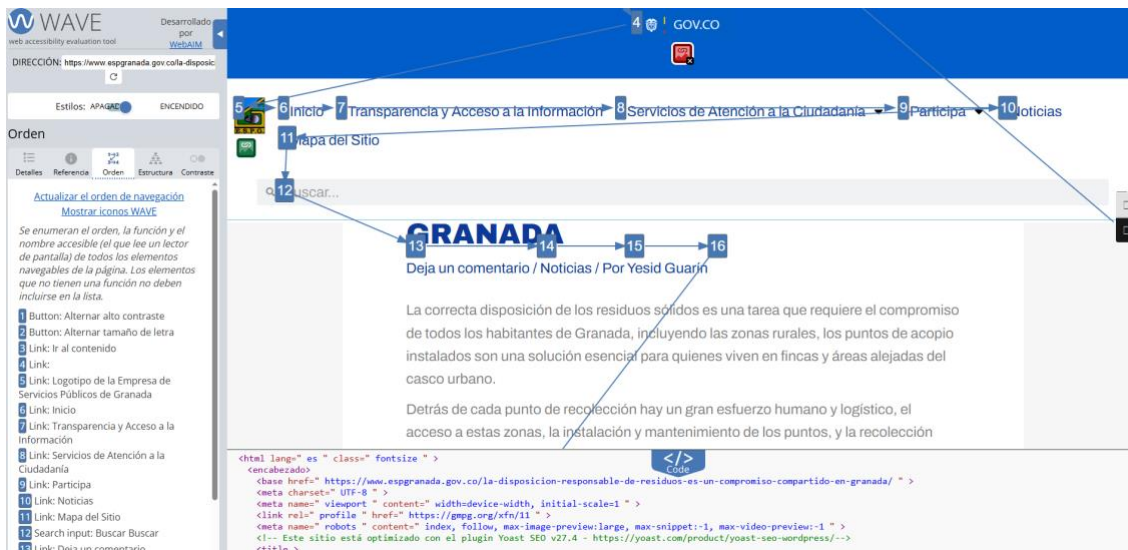 WAVE
web accessibility evaluation tool
Desarrollado
por
WebAIM
DIRECCIÓN: https://www.espgranada.gov.co/la-disposic
Estilos: APAGADO ENCENDIDO
Orden
Detalles Referencia Orden Estructura Contraste
Actualizar el orden de navegación
Mostrar iconos WAVE
Se enumeran el orden, la función y el
nombre accesible (el que lee un lector
de pantalla) de todos los elementos
navegables de la página. Los elementos
que no tienen una función no deben
incluirse en la lista.
1 Button: Alternar alto contraste
2 Button: Alternar tamaño de letra
3 Link: Ir al contenido
4 Link:
5 Link: Logotipo de la Empresa de
Servicios Públicos de Granada
6 Link: Inicio
7 Link: Transparencia y Acceso a la
Información
8 Link: Servicios de Atención a la
Ciudadanía
9 Link: Participa
10 Link: Noticias
11 Link: Mapa del Sitio
12 Search input: Buscar Buscar
13 Link: Deja un comentario
4 GOV.CO
5 6 Inicio 7 Transparencia y Acceso a la Información 8 Servicios de Atención a la Ciudadanía 9 Participa 10 Noticias
E.S.P.G.
11 Mapa del Sitio
12 Buscar...
GRANADA
13 14 15 16
Deja un comentario / Noticias / Por Yesid Guarín
La correcta disposición de los residuos sólidos es una tarea que requiere el compromiso
de todos los habitantes de Granada, incluyendo las zonas rurales, los puntos de acopio
instalados son una solución esencial para quienes viven en fincas y áreas alejadas del
casco urbano.
Detrás de cada punto de recolección hay un gran esfuerzo humano y logístico, el
acceso a estas zonas, la instalación y mantenimiento de los puntos, y la recolección
</>
Code
<html lang=" es " class=" fontsize " >
<encabezado>
<base href=" https://www.espgranada.gov.co/la-disposicion-responsable-de-residuos-es-un-compromiso-compartido-en-granada/ " >
<meta charset=" UTF-8 " >
<meta name=" viewport " content=" width=device-width, initial-scale=1 " >
<link rel=" profile " href=" https://gmpg.org/xfn/11 " >
<meta name=" robots " content=" index, follow, max-image-preview:large, max-snippet:-1, max-video-preview:-1 " >
<!-- Este sitio está optimizado con el plugin Yoast SEO v27.4 - https://yoast.com/product/yoast-seo-wordpress/-->
<title >